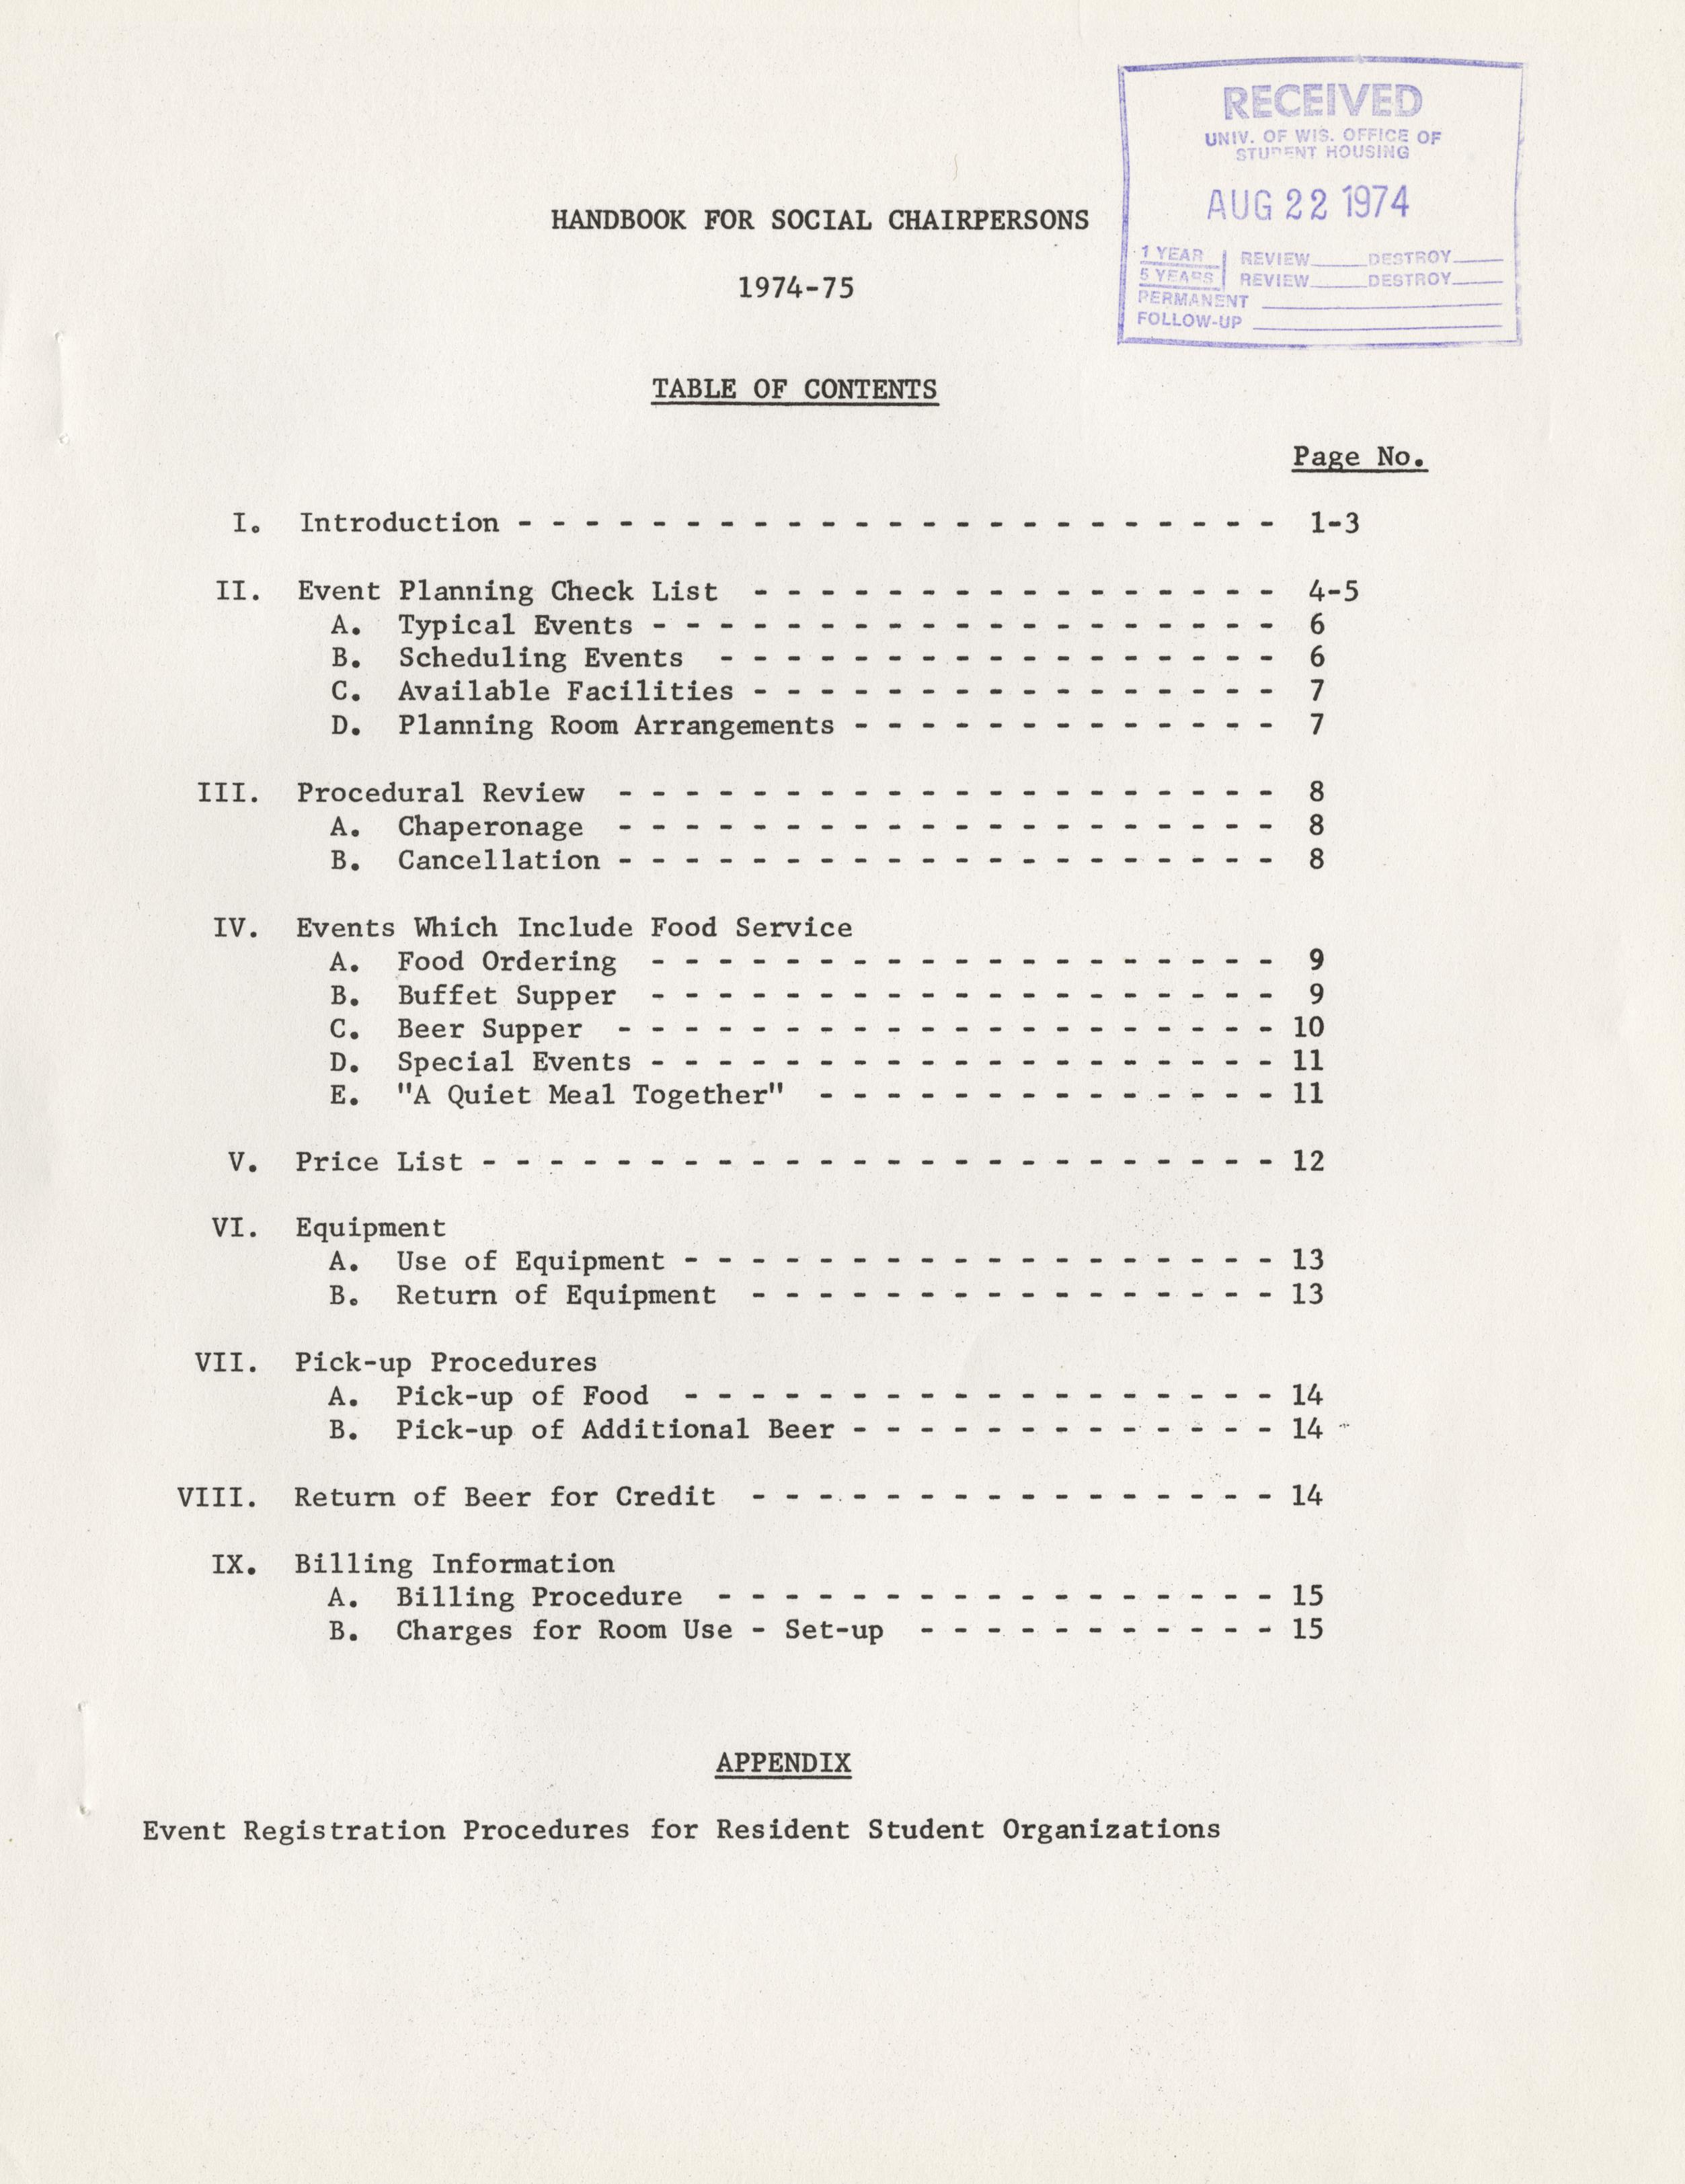 RECEIVED
UNIV. OF WIS. OFFICE OF
STUDENT HOUSING
AUG 22 1974
1 YEAR REVIEW____DESTROY____
5 YEARS REVIEW____DESTROY____
PERMANENT ____
FOLLOW-UP ____
HANDBOOK FOR SOCIAL CHAIRPERSONS
1974-75
TABLE OF CONTENTS
Page No.
I. Introduction - - - - - - - - - - - - - - - - - - - - - - - 1-3
II. Event Planning Check List - - - - - - - - - - - - - - - - 4-5
A. Typical Events - - - - - - - - - - - - - - - - - - - 6
B. Scheduling Events - - - - - - - - - - - - - - - - - 6
C. Available Facilities - - - - - - - - - - - - - - - - 7
D. Planning Room Arrangements - - - - - - - - - - - - - 7
III. Procedural Review - - - - - - - - - - - - - - - - - - - - 8
A. Chaperonage - - - - - - - - - - - - - - - - - - - - 8
B. Cancellation - - - - - - - - - - - - - - - - - - - - 8
IV. Events Which Include Food Service
A. Food Ordering - - - - - - - - - - - - - - - - - - - 9
B. Buffet Supper - - - - - - - - - - - - - - - - - - - 9
C. Beer Supper - - - - - - - - - - - - - - - - - - - - 10
D. Special Events - - - - - - - - - - - - - - - - - - - 11
E. "A Quiet Meal Together" - - - - - - - - - - - - - - 11
V. Price List - - - - - - - - - - - - - - - - - - - - - - - - 12
VI. Equipment
A. Use of Equipment - - - - - - - - - - - - - - - - - - 13
B. Return of Equipment - - - - - - - - - - - - - - - - 13
VII. Pick-up Procedures
A. Pick-up of Food - - - - - - - - - - - - - - - - - - 14
B. Pick-up of Additional Beer - - - - - - - - - - - - - 14
VIII. Return of Beer for Credit - - - - - - - - - - - - - - - - 14
IX. Billing Information
A. Billing Procedure - - - - - - - - - - - - - - - - - 15
B. Charges for Room Use - Set-up - - - - - - - - - - - 15
APPENDIX
Event Registration Procedures for Resident Student Organizations